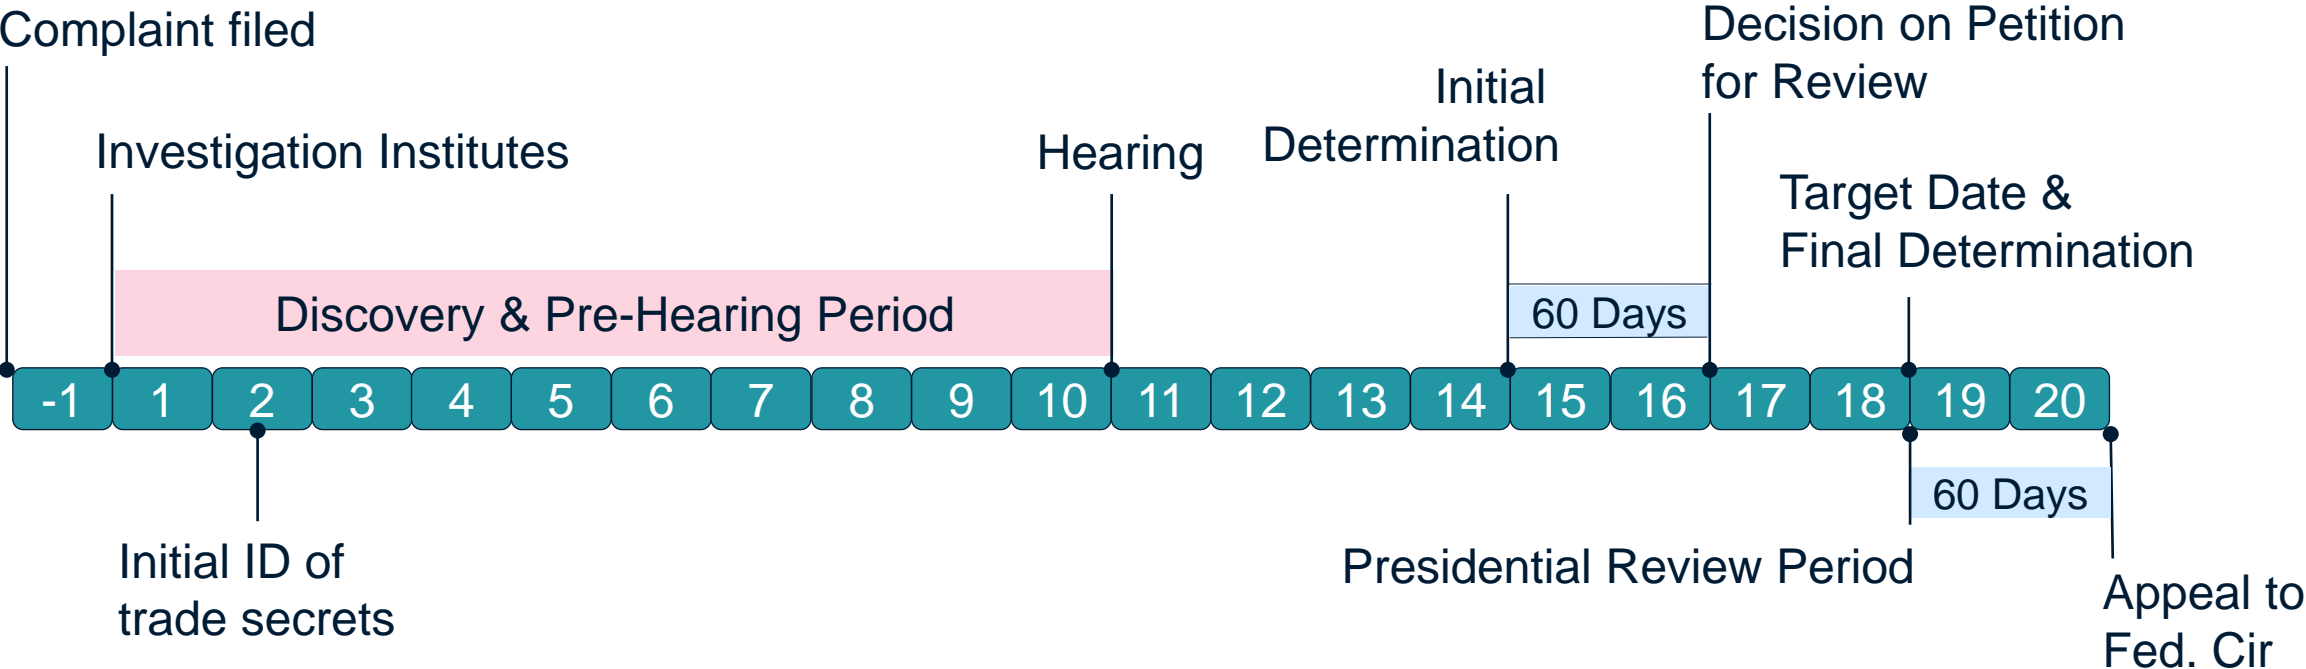 Complaint filed
Decision on Petition
for Review
Initial
Determination
Investigation Institutes
Hearing
Target Date &
Final Determination
Discovery & Pre-Hearing Period
60 Days
-1 1 2 3 4 5 6 7 8 9 10 11 12 13 14 15 16 17 18 19 20
60 Days
Initial ID of
trade secrets
Presidential Review Period
Appeal to
Fed. Cir